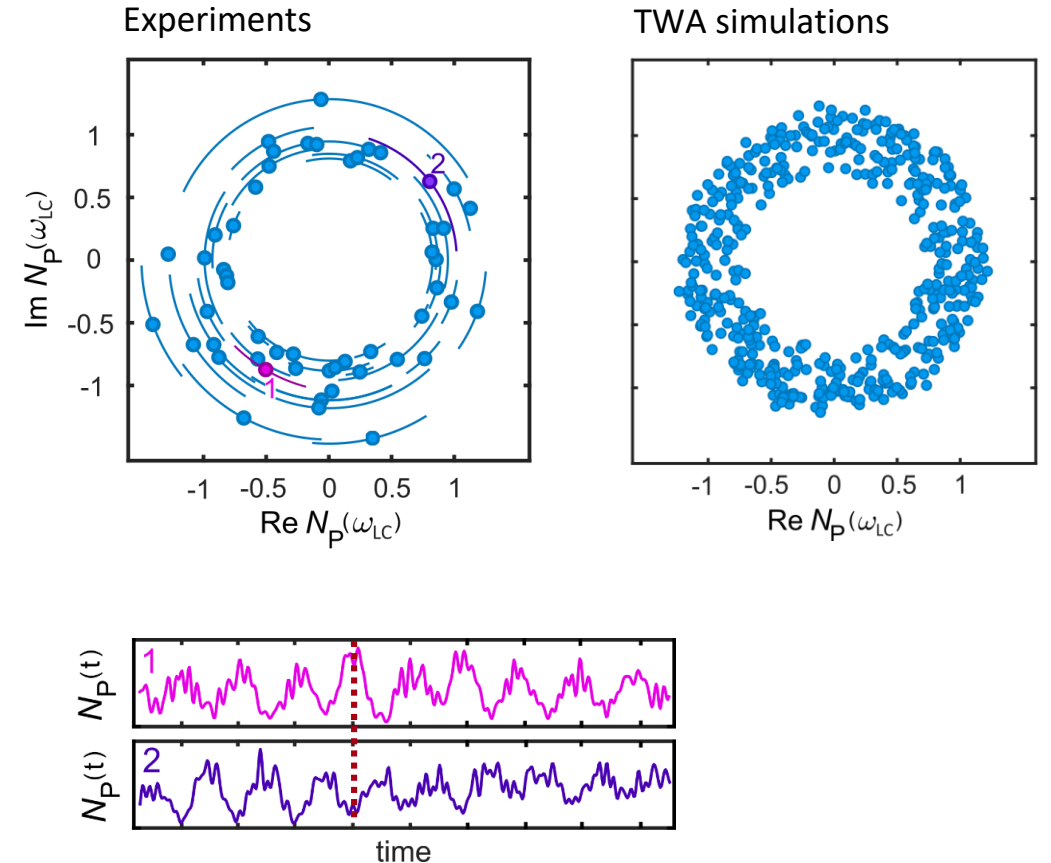 Experiments
TWA simulations
Im N_P(ω_LC)
1
0.5
0
-0.5
-1
2
1
-1
-0.5
0
0.5
1
Re N_P(ω_LC)
-1
-0.5
0
0.5
1
Re N_P(ω_LC)
N_P(t)
1
N_P(t)
2
time